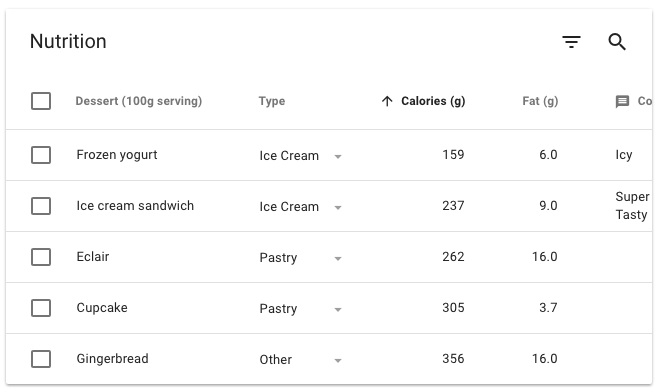 Nutrition
Dessert (100g serving) Type Calories (g) Fat (g) Co
Frozen yogurt Ice Cream 159 6.0 Icy
Ice cream sandwich Ice Cream 237 9.0 Super
Tasty
Eclair Pastry 262 16.0
Cupcake Pastry 305 3.7
Gingerbread Other 356 16.0